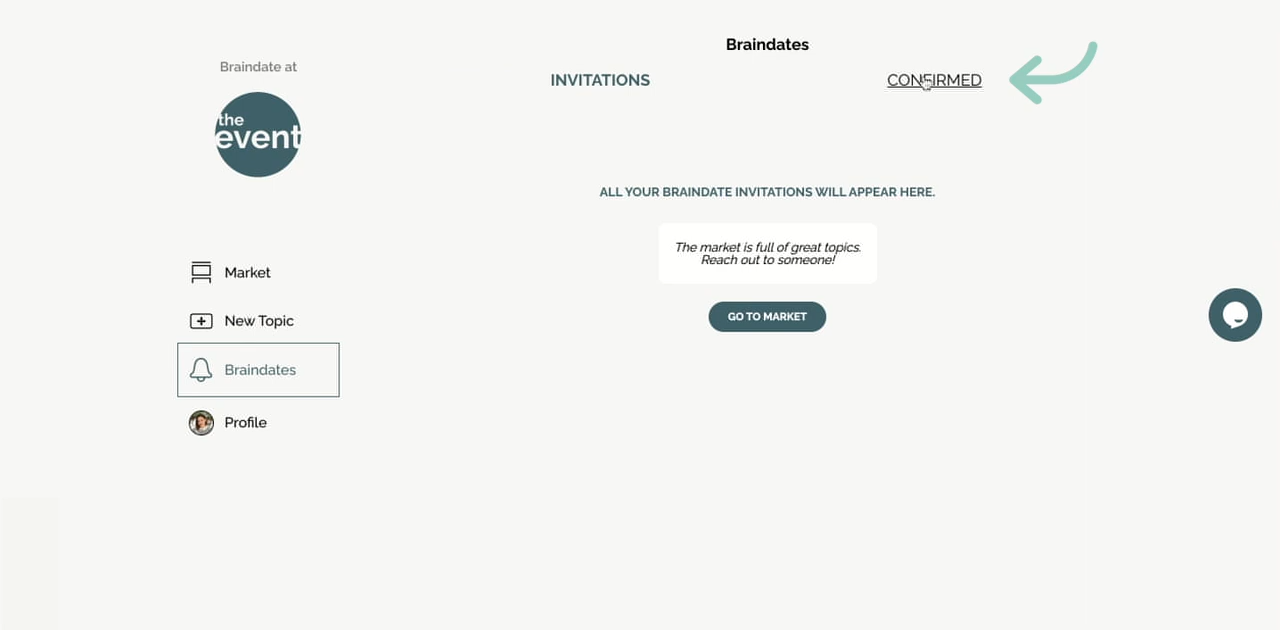 Braindate at
the
event
Market
New Topic
Braindates
Profile
Braindates
INVITATIONS
CONFIRMED
ALL YOUR BRAINDATE INVITATIONS WILL APPEAR HERE.
The market is full of great topics.
Reach out to someone!
GO TO MARKET